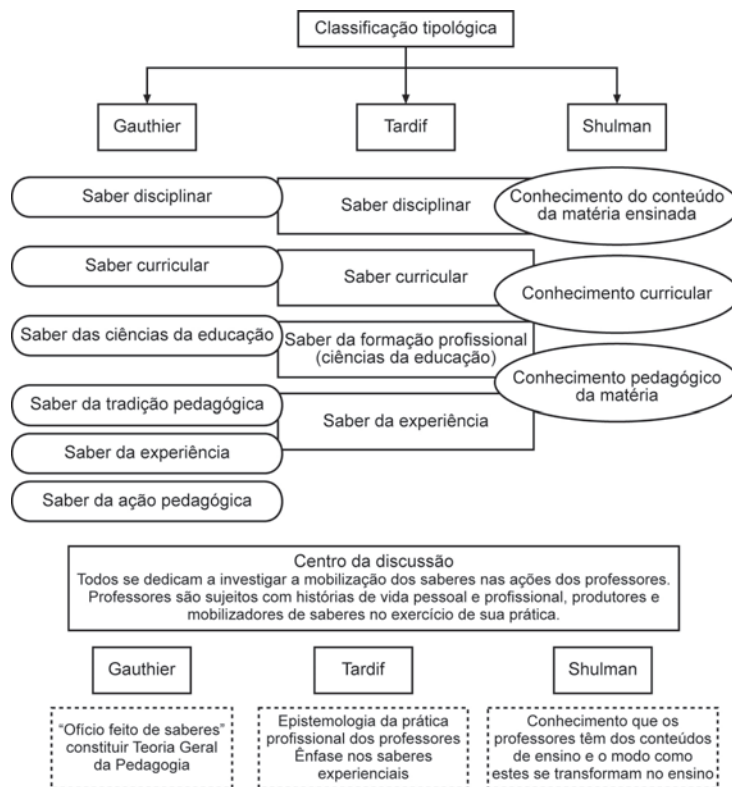 Classificação tipológica
Gauthier
Tardif
Shulman
Saber disciplinar
Saber disciplinar
Conhecimento do conteúdo
da matéria ensinada
Saber curricular
Saber curricular
Conhecimento curricular
Saber das ciências da educação
Saber da formação profissional
(ciências da educação)
Conhecimento pedagógico
da matéria
Saber da tradição pedagógica
Saber da experiência
Saber da experiência
Saber da ação pedagógica
Centro da discussão
Todos se dedicam a investigar a mobilização dos saberes nas ações dos professores.
Professores são sujeitos com histórias de vida pessoal e profissional, produtores e
mobilizadores de saberes no exercício de sua prática.
Gauthier
Tardif
Shulman
“Ofício feito de saberes”
constituir Teoria Geral
da Pedagogia
Epistemologia da prática
profissional dos professores
Ênfase nos saberes
experienciais
Conhecimento que os
professores têm dos conteúdos
de ensino e o modo como
estes se transformam no ensino